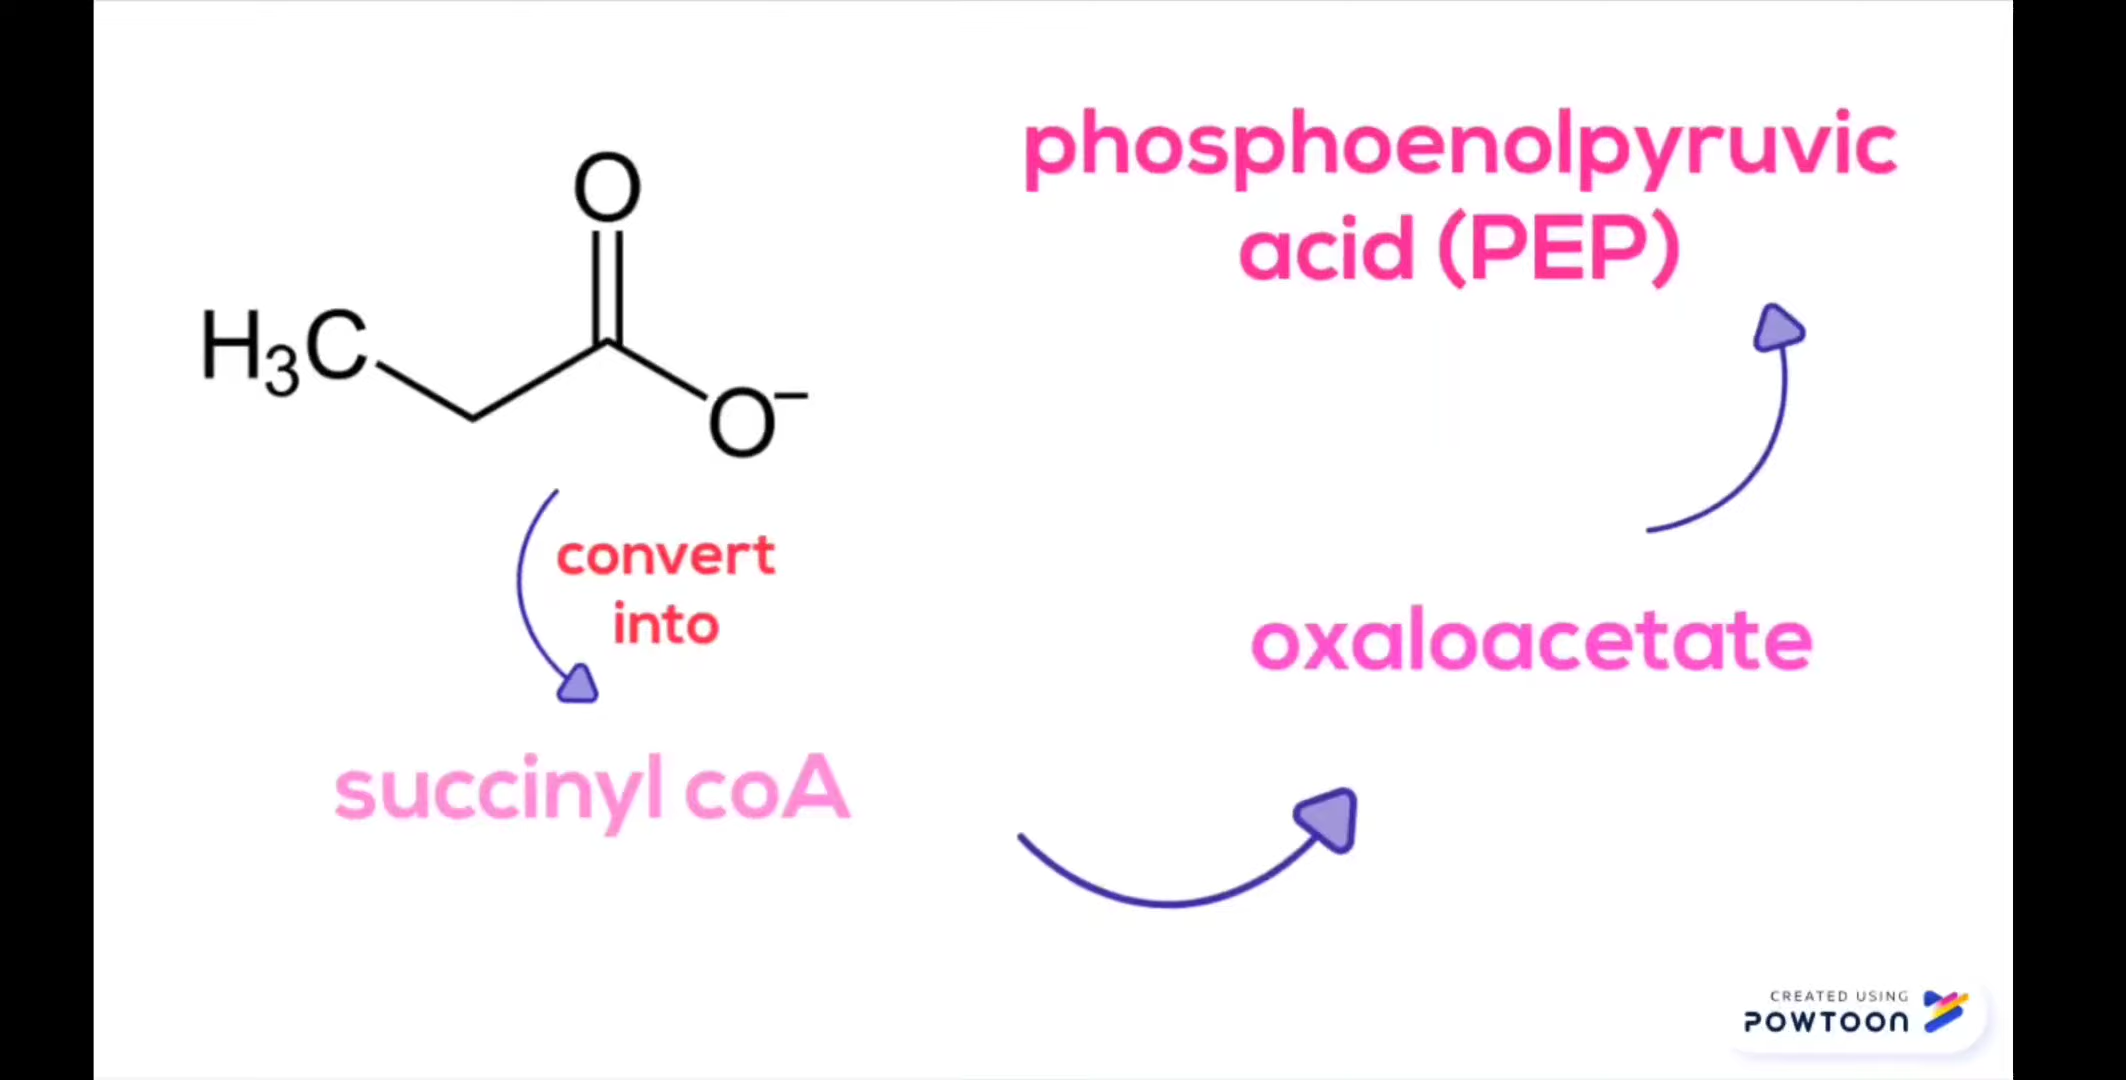 O
H₃C
O⁻
convert
into
succinyl coA
oxaloacetate
phosphoenolpyruvic
acid (PEP)
CREATED USING
POWTOON